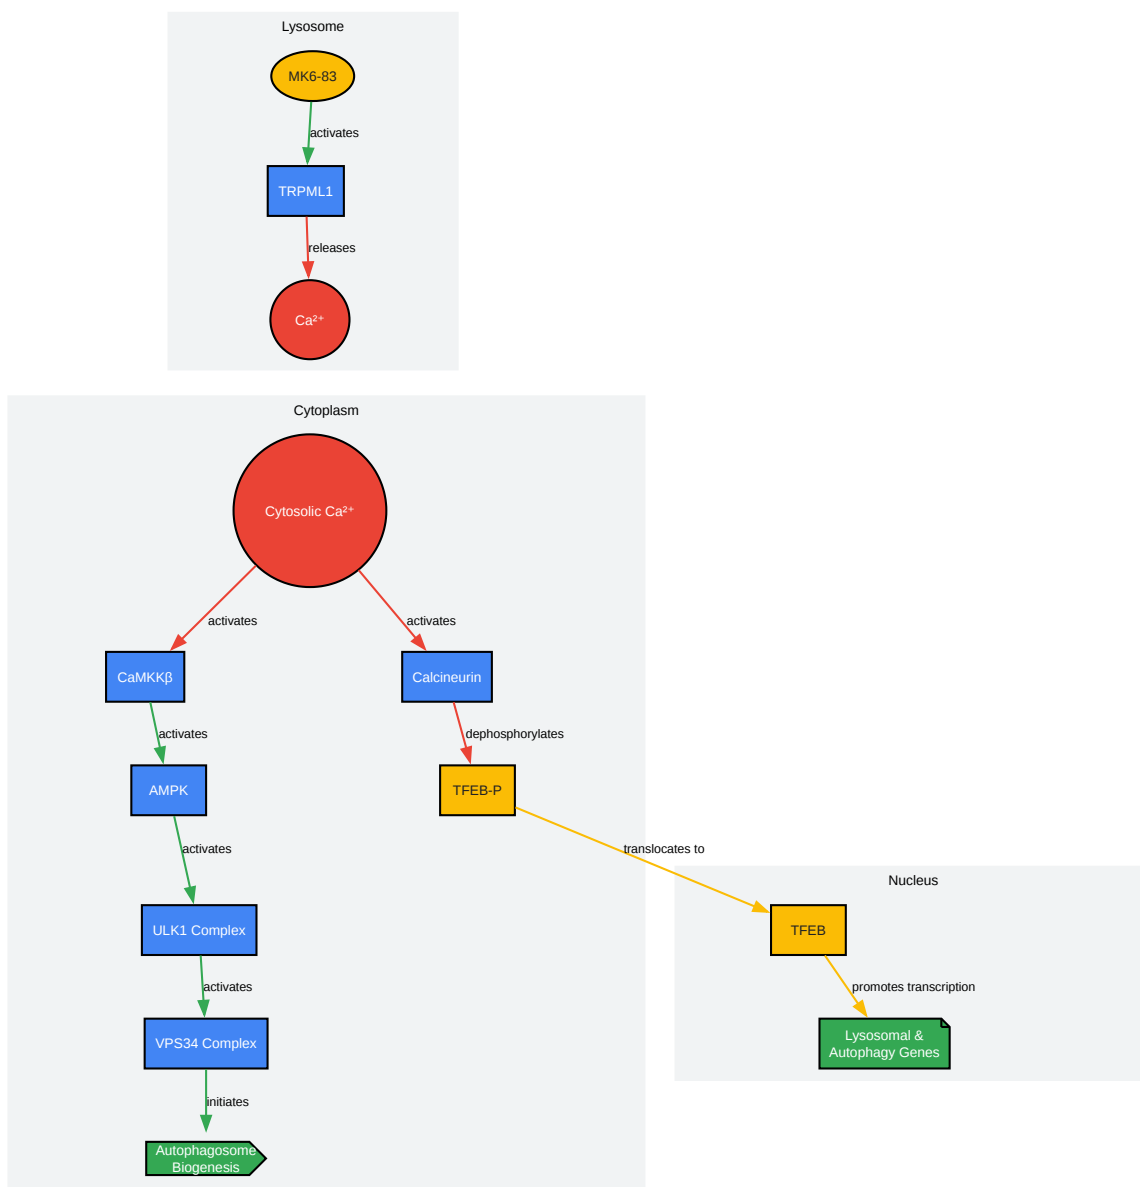 Lysosome
MK6-83
activates
TRPML1
releases
Ca²⁺
Cytoplasm
Cytosolic Ca²⁺
activates
activates
CaMKKβ
Calcineurin
activates
dephosphorylates
AMPK
TFEB-P
activates
translocates to
Nucleus
ULK1 Complex
TFEB
activates
promotes transcription
VPS34 Complex
Lysosomal &
Autophagy Genes
initiates
Autophagosome
Biogenesis